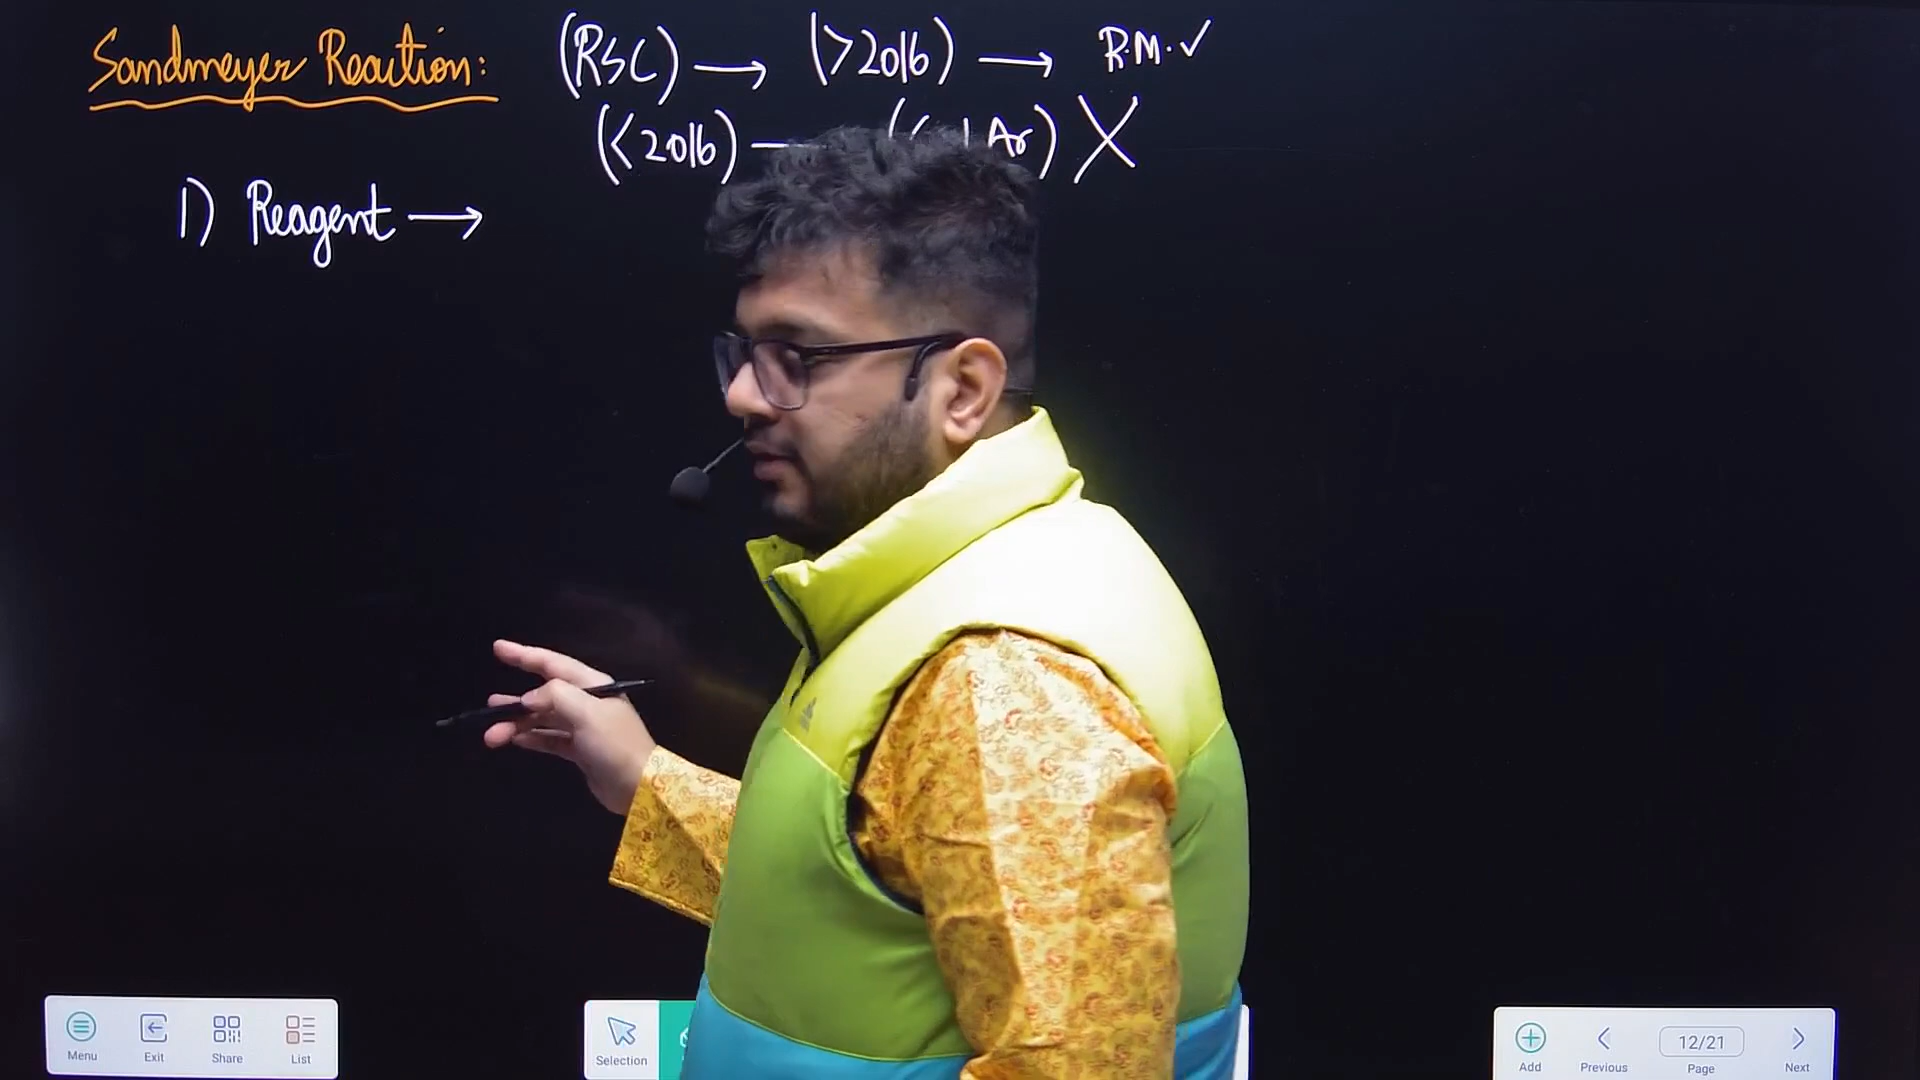 Sandmeyer Reaction: (RSC) → (>2016) → R.M. ✓
(<2016) — Ar) X
1) Reagent →
Menu Exit Share List Selection Add Previous 12/21 Page Next